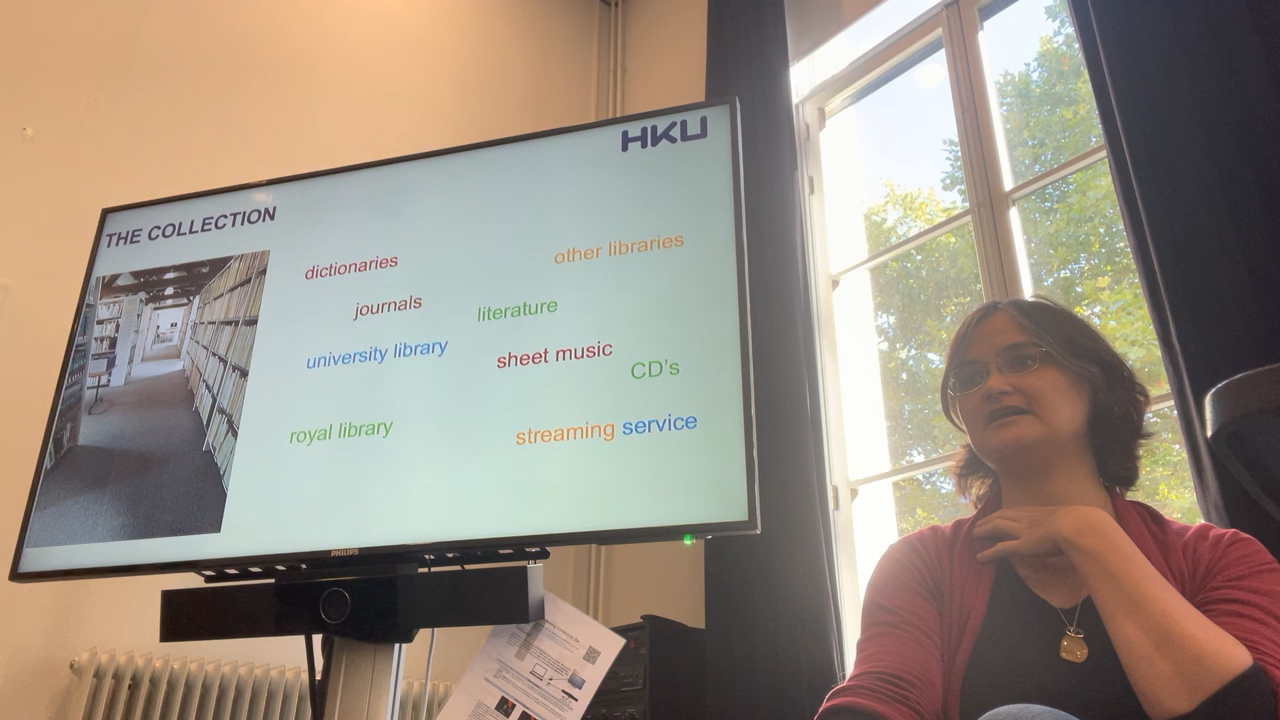 HKU
THE COLLECTION
dictionaries
other libraries
journals
literature
university library
sheet music
CD's
royal library
streaming service
PHILIPS